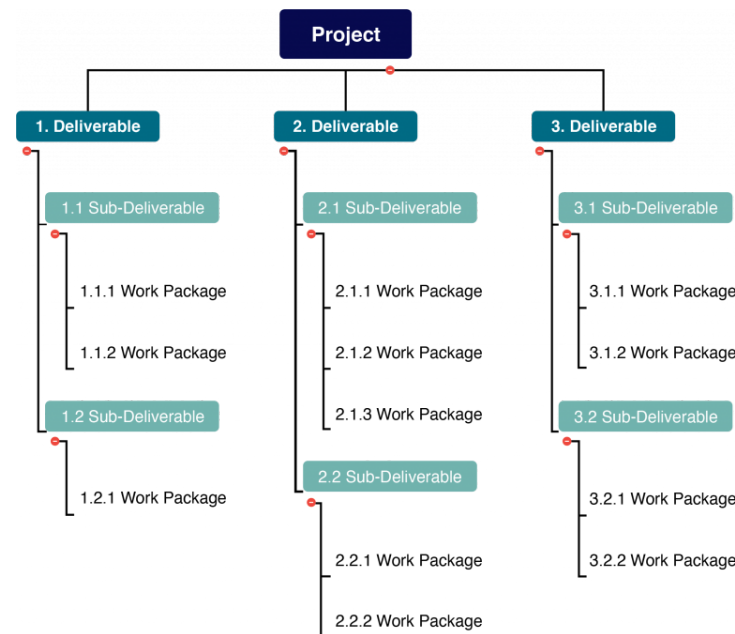 Project
1. Deliverable
1.1 Sub-Deliverable
1.1.1 Work Package
1.1.2 Work Package
1.2 Sub-Deliverable
1.2.1 Work Package
2. Deliverable
2.1 Sub-Deliverable
2.1.1 Work Package
2.1.2 Work Package
2.1.3 Work Package
2.2 Sub-Deliverable
2.2.1 Work Package
2.2.2 Work Package
3. Deliverable
3.1 Sub-Deliverable
3.1.1 Work Package
3.1.2 Work Package
3.2 Sub-Deliverable
3.2.1 Work Package
3.2.2 Work Package